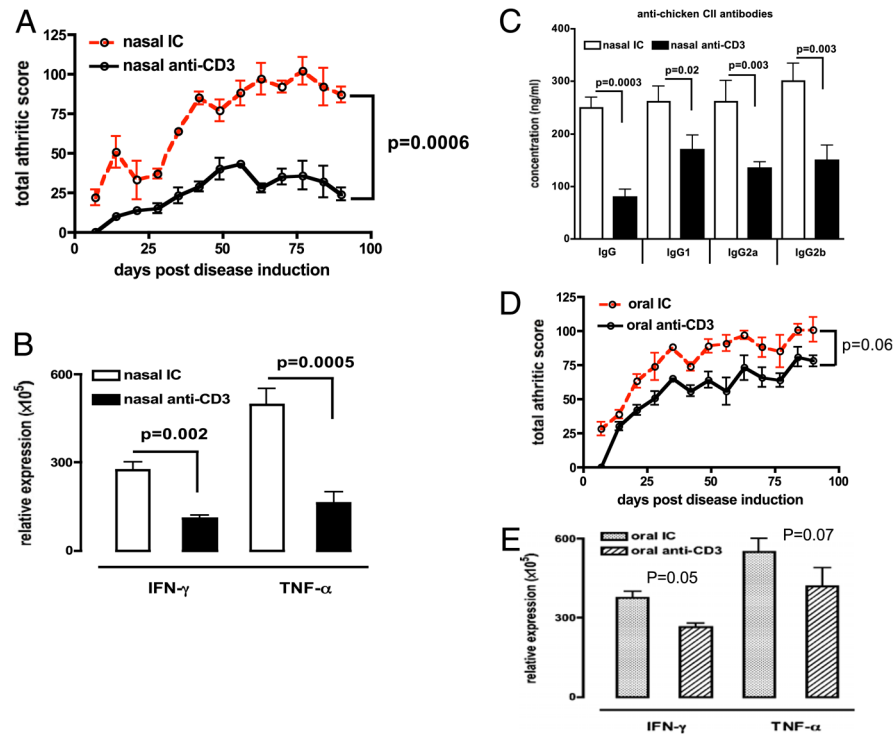 A
nasal IC
nasal anti-CD3
total athritic score
125
100
75
50
25
0
0 25 50 75 100
days post disease induction
p=0.0006
B
nasal IC
nasal anti-CD3
relative expression (x10⁵)
600
300
0
p=0.002
p=0.0005
IFN-γ TNF-α
C
anti-chicken CII antibodies
nasal IC nasal anti-CD3
concentration (ng/ml)
400
300
200
100
0
p=0.0003
p=0.02
p=0.003
p=0.003
IgG IgG1 IgG2a IgG2b
D
oral IC
oral anti-CD3
total athritic score
125
100
75
50
25
0
0 25 50 75 100
days post disease induction
p=0.06
E
oral IC
oral anti-CD3
relative expression (x10⁵)
600
300
0
P=0.05
P=0.07
IFN-γ TNF-α